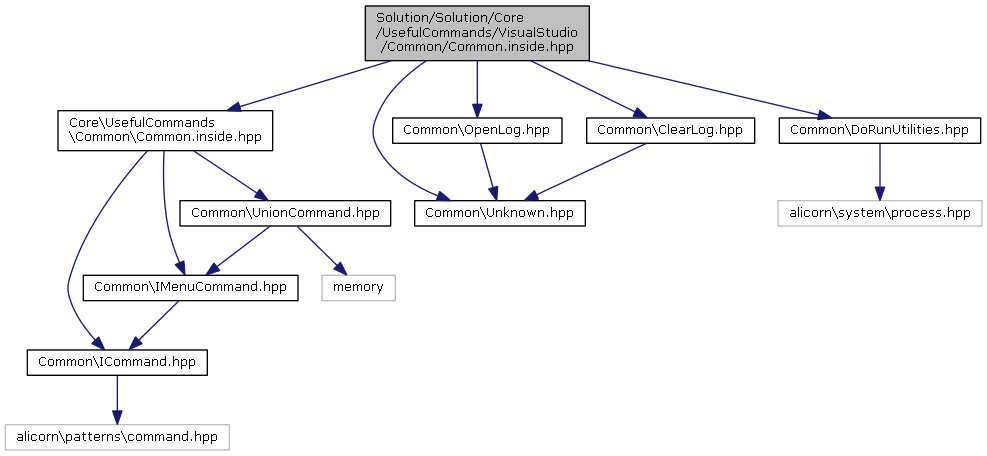 Solution/Solution/Core
/UsefulCommands/VisualStudio
/Common/Common.inside.hpp
Core\UsefulCommands
\Common\Common.inside.hpp
Common\OpenLog.hpp
Common\ClearLog.hpp
Common\DoRunUtilities.hpp
Common\UnionCommand.hpp
Common\Unknown.hpp
alicorn\system\process.hpp
Common\IMenuCommand.hpp
memory
Common\ICommand.hpp
alicorn\patterns\command.hpp